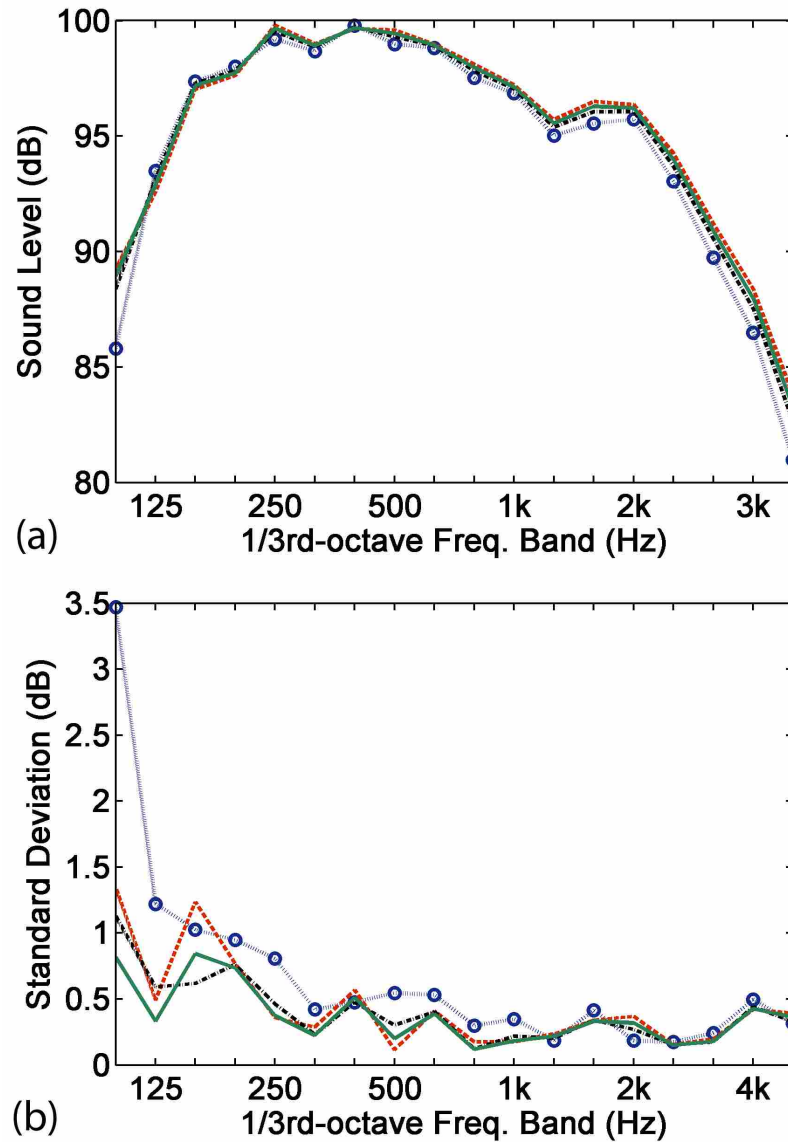 100
95
90
85
80
Sound Level (dB)
125 250 500 1k 2k 3k
1/3rd-octave Freq. Band (Hz)
(a)
3.5
3
2.5
2
1.5
1
0.5
0
Standard Deviation (dB)
125 250 500 1k 2k 4k
1/3rd-octave Freq. Band (Hz)
(b)